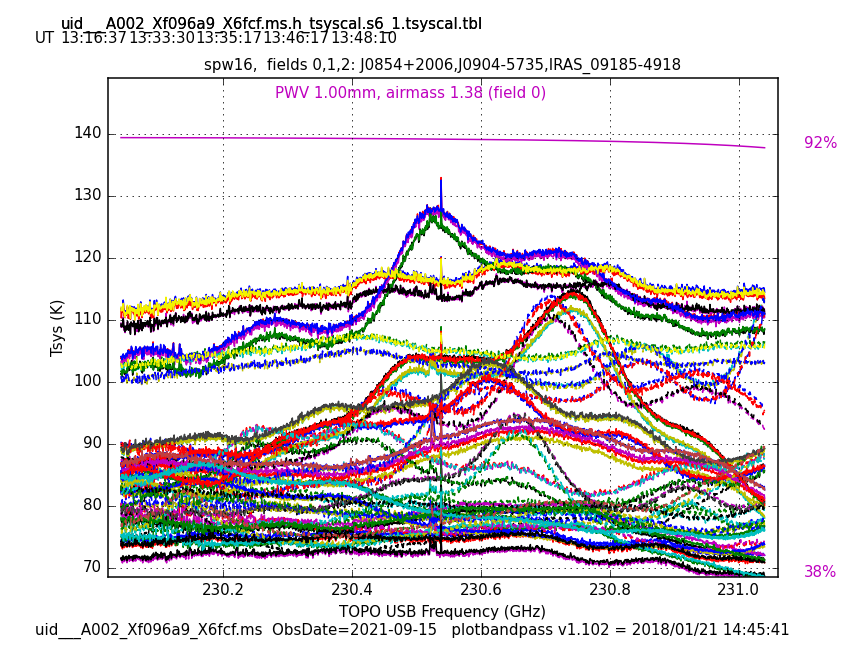 uid___A002_Xf096a9_X6fcf.ms.h_tsyscal.s6_1.tsyscal.tbl
UT 13:16:37 13:33:30 13:35:17 13:46:17 13:48:10
spw16,  fields 0,1,2: J0854+2006,J0904-5735,IRAS_09185-4918
PWV 1.00mm, airmass 1.38 (field 0)
140
92%
130
120
110
Tsys (K)
100
90
80
70
38%
230.2 230.4 230.6 230.8 231.0
TOPO USB Frequency (GHz)
uid___A002_Xf096a9_X6fcf.ms  ObsDate=2021-09-15   plotbandpass v1.102 = 2018/01/21 14:45:41